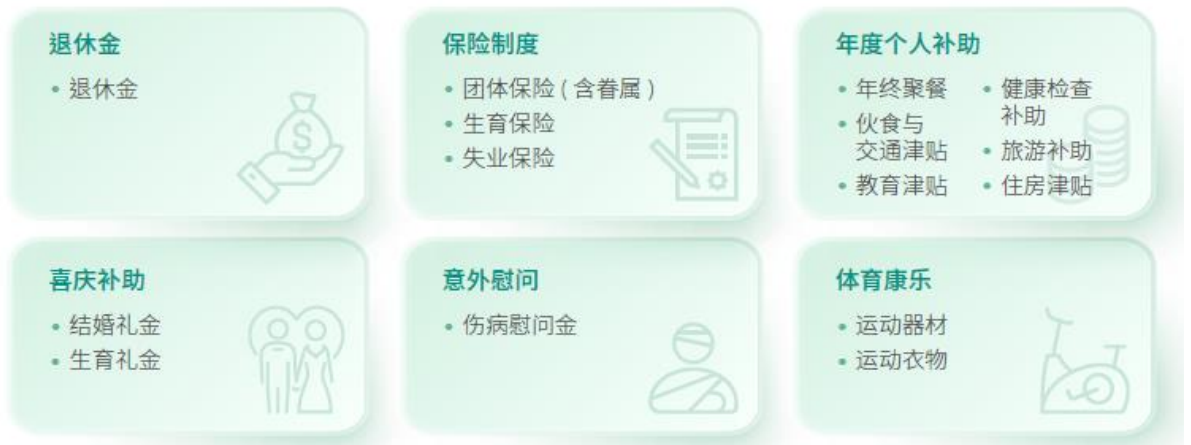 退休金
• 退休金
保险制度
• 团体保险 ( 含眷属 )
• 生育保险
• 失业保险
年度个人补助
• 年终聚餐
• 伙食与
交通津贴
• 教育津贴
• 健康检查
补助
• 旅游补助
• 住房津贴
喜庆补助
• 结婚礼金
• 生育礼金
意外慰问
• 伤病慰问金
体育康乐
• 运动器材
• 运动衣物